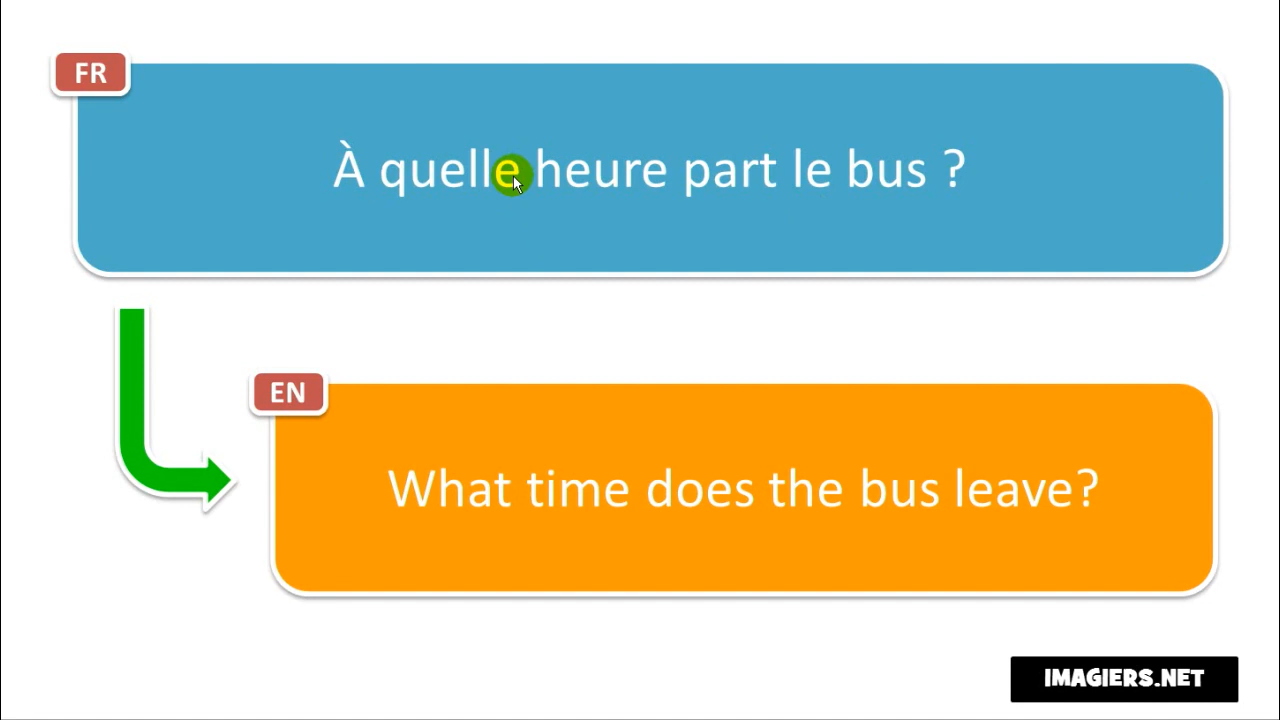 FR
À quelle heure part le bus ?
EN
What time does the bus leave?
IMAGIERS.NET